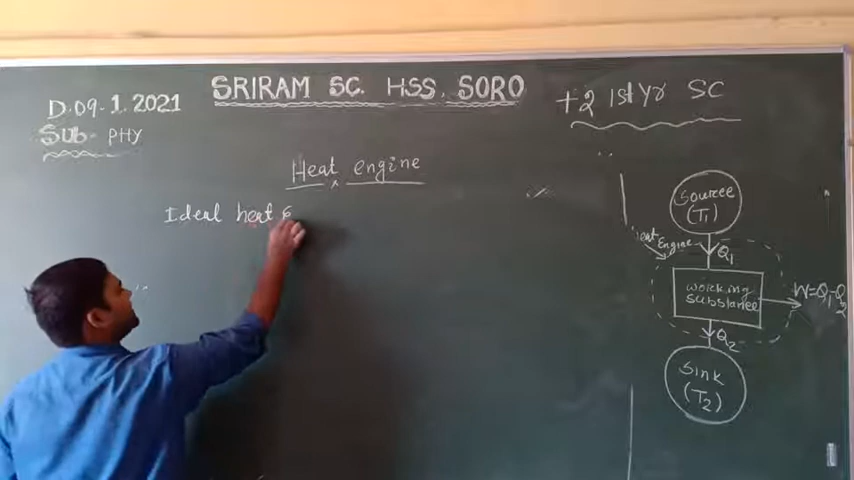 SRIRAM SC. HSS. SORO
D.09-1.2021
Sub- PHY
+2 1st Yr SC
Heat engine
Ideal heat e
Source
(T1)
Heat Engine
Q1
working
substance
W=Q1-Q2
Q2
Sink
(T2)